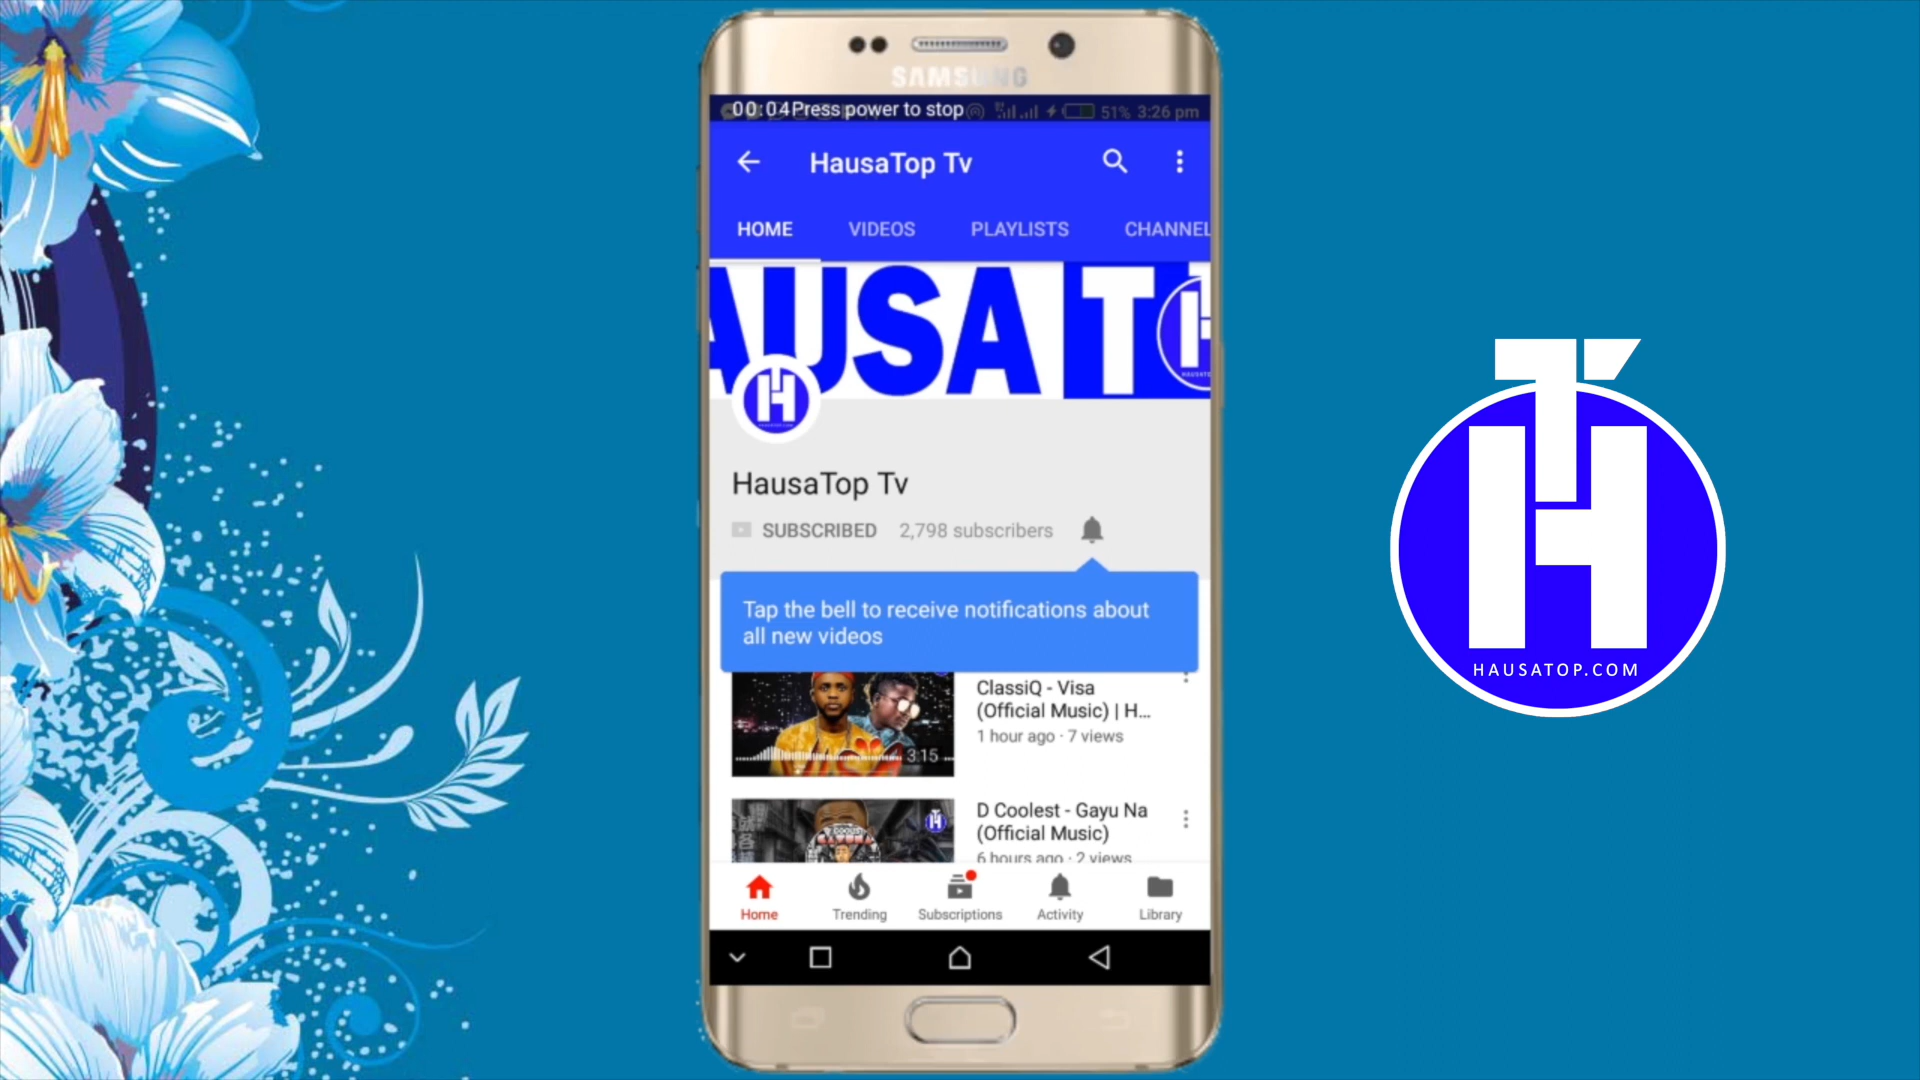 SAMSUNG
00:04Press power to stop
51% 3:26 pm
HausaTop Tv
HOME VIDEOS PLAYLISTS CHANNEL
AUSA T H
HausaTop Tv
SUBSCRIBED 2,798 subscribers
Tap the bell to receive notifications about
all new videos
ClassiQ - Visa
(Official Music) | H...
1 hour ago · 7 views
3:15
D Coolest - Gayu Na
(Official Music)
6 hours ago · 2 views
Home Trending Subscriptions Activity Library
TH
HAUSATOP.COM